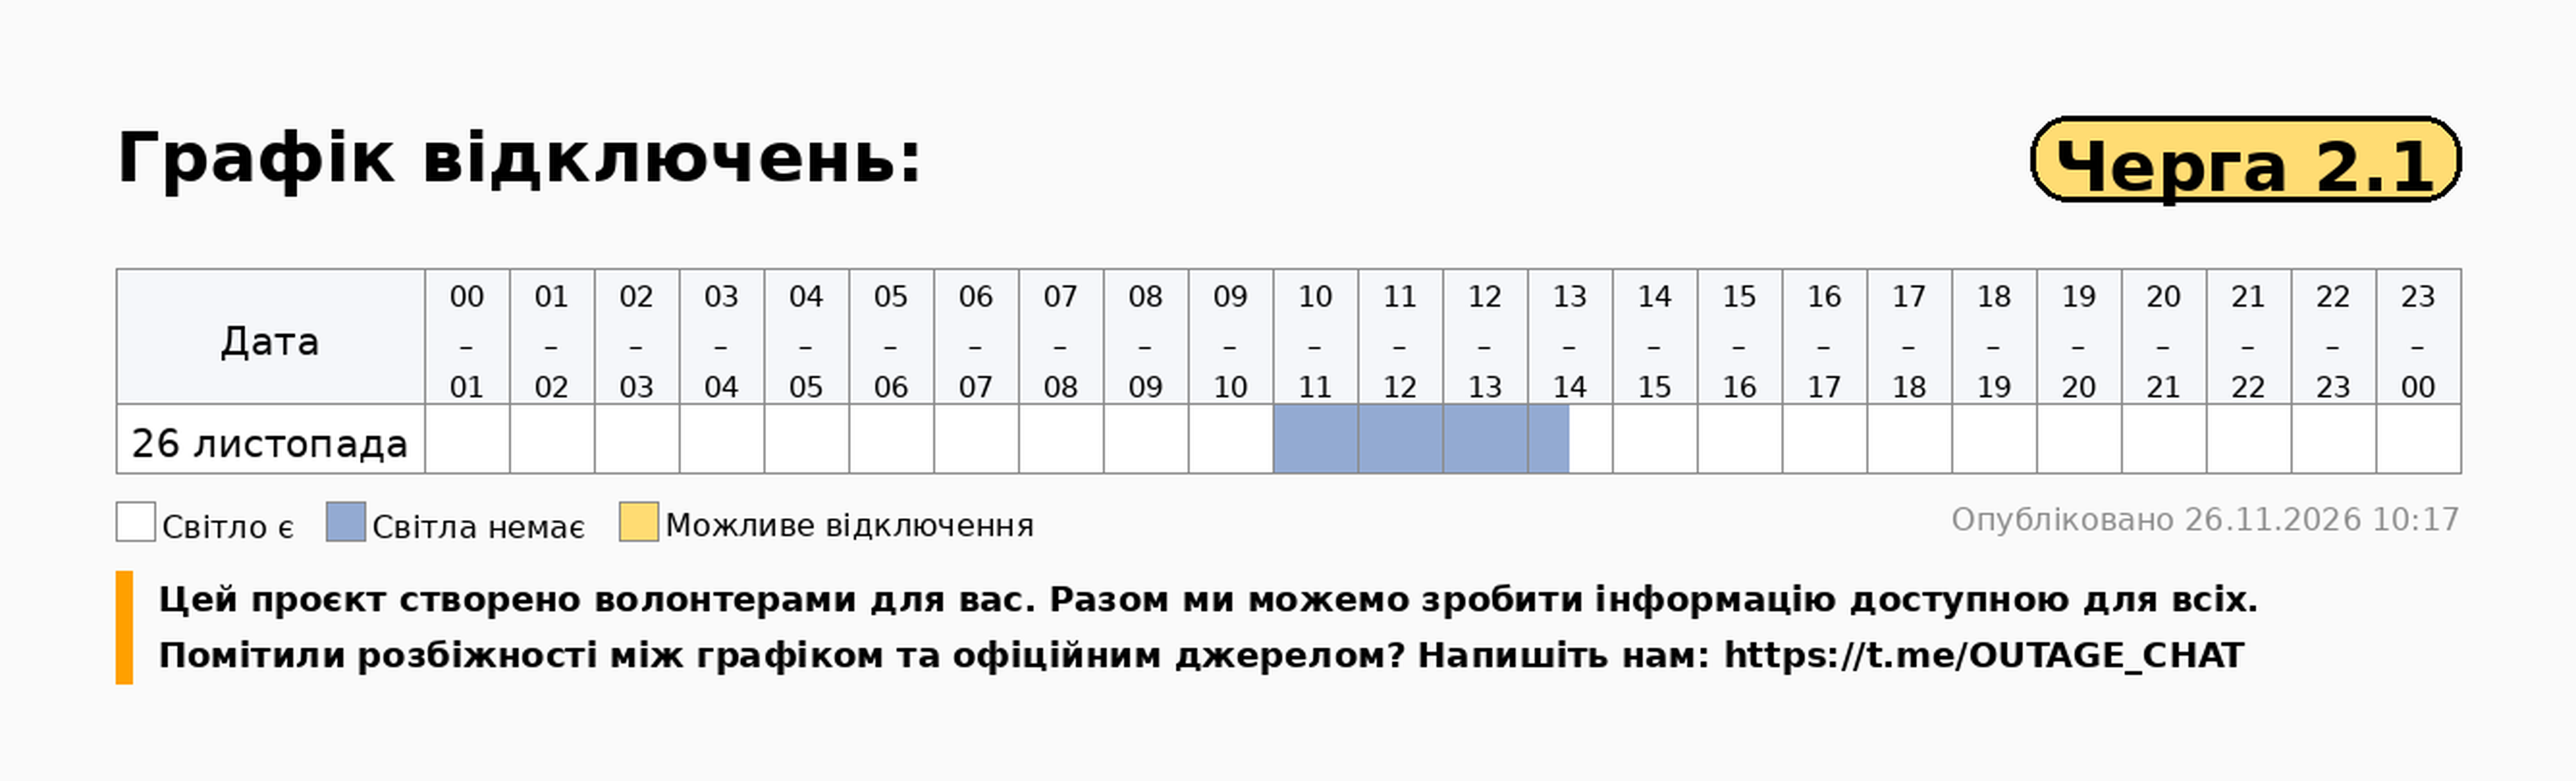 Графік відключень:
Черга 2.1
Дата
00 – 01
01 – 02
02 – 03
03 – 04
04 – 05
05 – 06
06 – 07
07 – 08
08 – 09
09 – 10
10 – 11
11 – 12
12 – 13
13 – 14
14 – 15
15 – 16
16 – 17
17 – 18
18 – 19
19 – 20
20 – 21
21 – 22
22 – 23
23 – 00
26 листопада
Світло є
Світла немає
Можливе відключення
Опубліковано 26.11.2026 10:17
Цей проєкт створено волонтерами для вас. Разом ми можемо зробити інформацію доступною для всіх.
Помітили розбіжності між графіком та офіційним джерелом? Напишіть нам: https://t.me/OUTAGE_CHAT